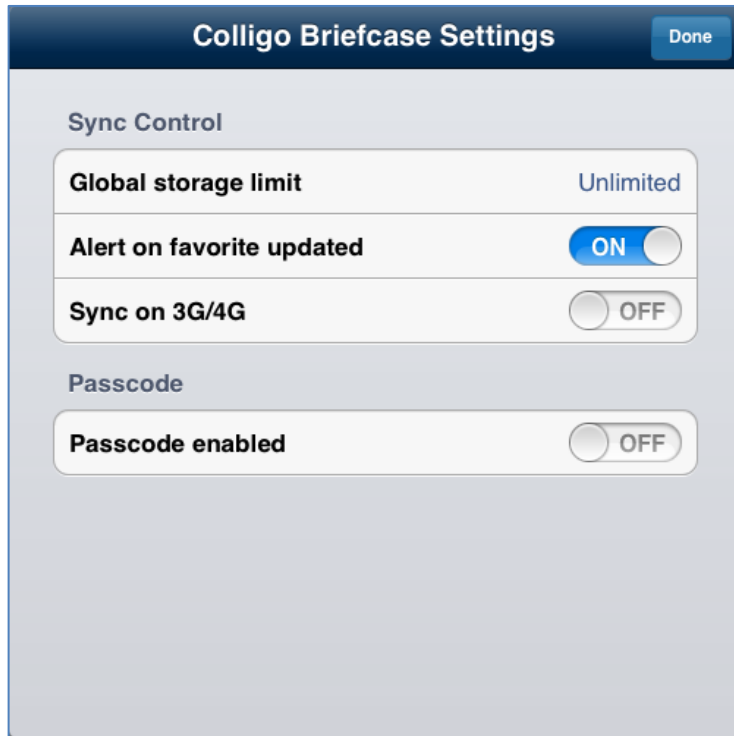 Colligo Briefcase Settings Done
Sync Control
Global storage limit Unlimited
Alert on favorite updated ON
Sync on 3G/4G OFF
Passcode
Passcode enabled OFF